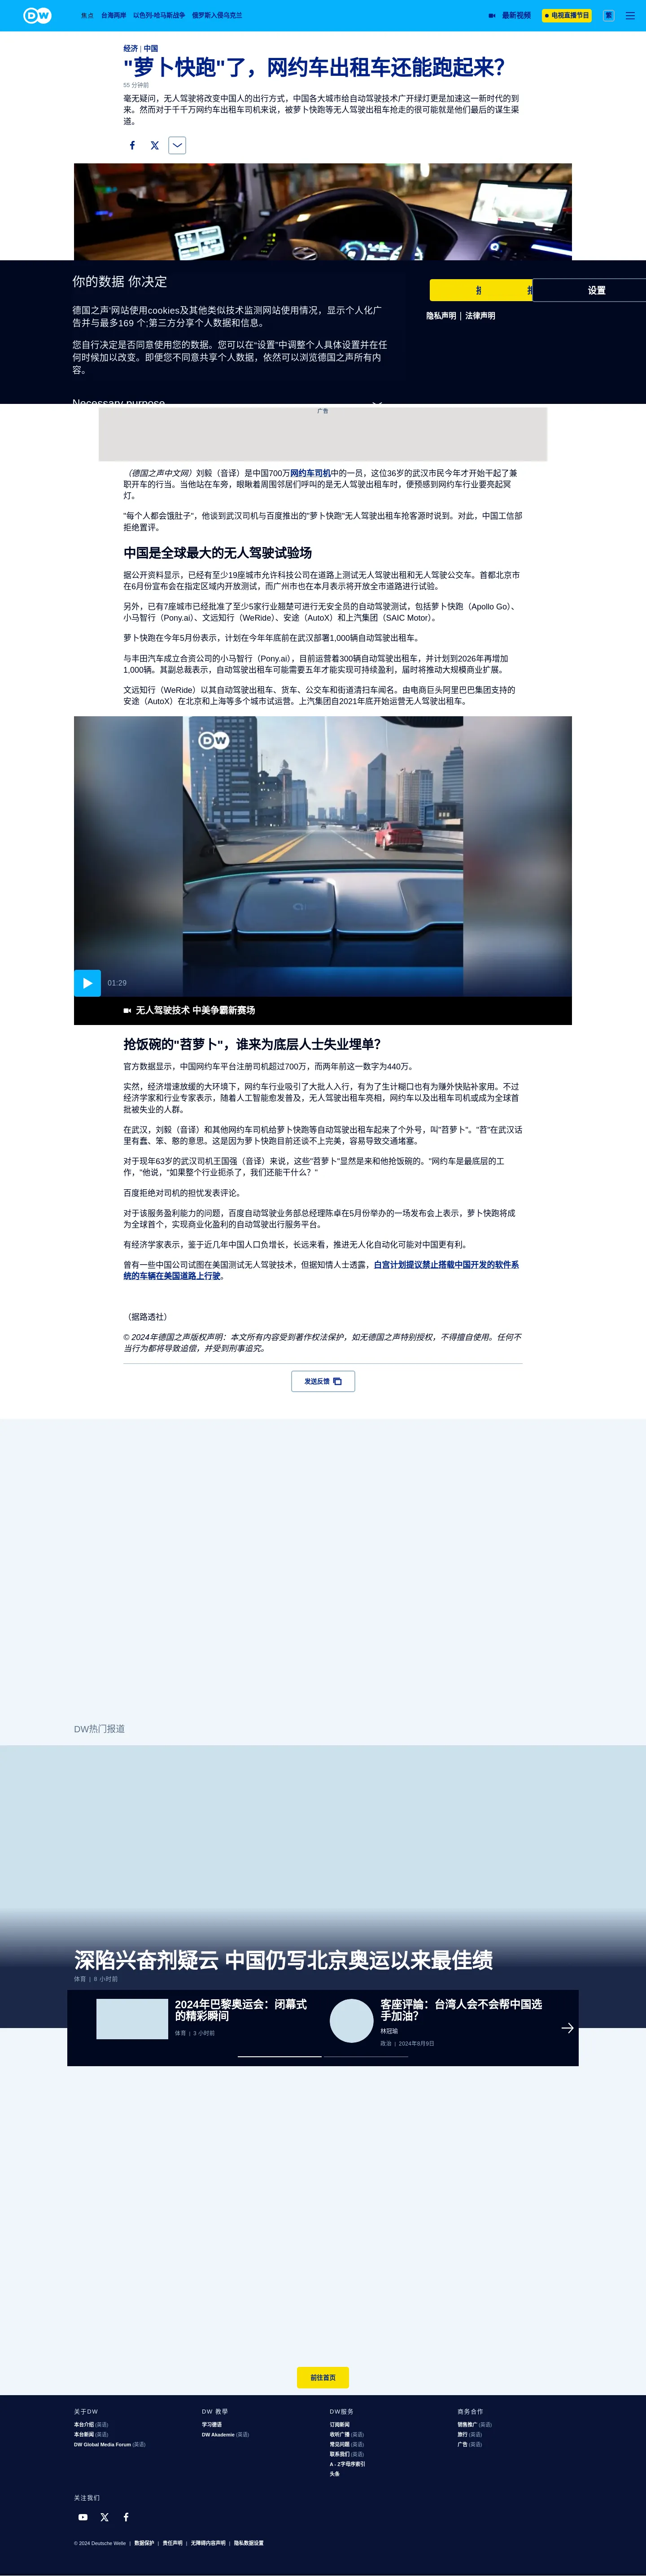 DW
焦点 台海两岸 以色列-哈马斯战争 俄罗斯入侵乌克兰
最新视频 电视直播节目 繁
经济 | 中国
"萝卜快跑"了，网约车出租车还能跑起来？
55 分钟前
毫无疑问，无人驾驶将改变中国人的出行方式，中国各大城市给自动驾驶技术广开绿灯更是加速这一新时代的到
来。然而对于千千万网约车出租车司机来说，被萝卜快跑等无人驾驶出租车抢走的很可能就是他们最后的谋生渠
道。
你的数据 你决定
德国之声'网站使用cookies及其他类似技术监测网站使用情况，显示个人化广
告并与最多169 个;第三方分享个人数据和信息。
您自行决定是否同意使用您的数据。您可以在"设置"中调整个人具体设置并在任
何时候加以改变。即便您不同意共享个人数据，依然可以浏览德国之声所有内
容。
设置
隐私声明 | 法律声明
Necessary purpose
广告
（德国之声中文网）刘毅（音译）是中国700万网约车司机中的一员，这位36岁的武汉市民今年才开始干起了兼
职开车的行当。当他站在车旁，眼瞅着周围邻居们呼叫的是无人驾驶出租车时，便预感到网约车行业要亮起冥
灯。
"每个人都会饿肚子"，他谈到武汉司机与百度推出的"萝卜快跑"无人驾驶出租车抢客源时说到。对此，中国工信部
拒绝置评。
中国是全球最大的无人驾驶试验场
据公开资料显示，已经有至少19座城市允许科技公司在道路上测试无人驾驶出租和无人驾驶公交车。首都北京市
在6月份宣布会在指定区域内开放测试，而广州市也在本月表示将开放全市道路进行试验。
另外，已有7座城市已经批准了至少5家行业翘楚可进行无安全员的自动驾驶测试，包括萝卜快跑（Apollo Go）、
小马智行（Pony.ai）、文远知行（WeRide）、安途（AutoX）和上汽集团（SAIC Motor）。
萝卜快跑在今年5月份表示，计划在今年年底前在武汉部署1,000辆自动驾驶出租车。
与丰田汽车成立合资公司的小马智行（Pony.ai），目前运营着300辆自动驾驶出租车，并计划到2026年再增加
1,000辆。其副总裁表示，自动驾驶出租车可能需要五年才能实现可持续盈利，届时将推动大规模商业扩展。
文远知行（WeRide）以其自动驾驶出租车、货车、公交车和街道清扫车闻名。由电商巨头阿里巴巴集团支持的
安途（AutoX）在北京和上海等多个城市试运营。上汽集团自2021年底开始运营无人驾驶出租车。
DW
01:29
无人驾驶技术 中美争霸新赛场
抢饭碗的"苕萝卜"，谁来为底层人士失业埋单？
官方数据显示，中国网约车平台注册司机超过700万，而两年前这一数字为440万。
实然，经济增速放缓的大环境下，网约车行业吸引了大批人入行，有为了生计糊口也有为赚外快贴补家用。不过
经济学家和行业专家表示，随着人工智能愈发普及，无人驾驶出租车亮相，网约车以及出租车司机或成为全球首
批被失业的人群。
在武汉，刘毅（音译）和其他网约车司机给萝卜快跑等自动驾驶出租车起来了个外号，叫"苕萝卜"。"苕"在武汉话
里有蠢、笨、憨的意思。这是因为萝卜快跑目前还谈不上完美，容易导致交通堵塞。
对于现年63岁的武汉司机王国强（音译）来说，这些"苕萝卜"显然是来和他抢饭碗的。"网约车是最底层的工
作，"他说，"如果整个行业扼杀了，我们还能干什么？"
百度拒绝对司机的担忧发表评论。
对于该服务盈利能力的问题，百度自动驾驶业务部总经理陈卓在5月份举办的一场发布会上表示，萝卜快跑将成
为全球首个，实现商业化盈利的自动驾驶出行服务平台。
有经济学家表示，鉴于近几年中国人口负增长，长远来看，推进无人化自动化可能对中国更有利。
曾有一些中国公司试图在美国测试无人驾驶技术，但据知情人士透露，白宫计划提议禁止搭载中国开发的软件系
统的车辆在美国道路上行驶。
（据路透社）
© 2024年德国之声版权声明：本文所有内容受到著作权法保护，如无德国之声特别授权，不得擅自使用。任何不
当行为都将导致追偿，并受到刑事追究。
发送反馈
DW热门报道
深陷兴奋剂疑云 中国仍写北京奥运以来最佳绩
体育 | 8 小时前
2024年巴黎奥运会：闭幕式
的精彩瞬间
体育 | 3 小时前
客座评論：台湾人会不会帮中国选
手加油？
林冠瑜
政治 | 2024年8月9日
前往首页
关于DW
本台介绍 (英语)
本台新闻 (英语)
DW Global Media Forum (英语)
DW 教學
学习德语
DW Akademie (英语)
DW服务
订阅新闻
收听广播 (英语)
常见问题 (英语)
联系我们 (英语)
A - Z字母序索引
头条
商务合作
销售推广 (英语)
旅行 (英语)
广告 (英语)
关注我们
© 2024 Deutsche Welle | 数据保护 | 责任声明 | 无障碍内容声明 | 隐私数据设置